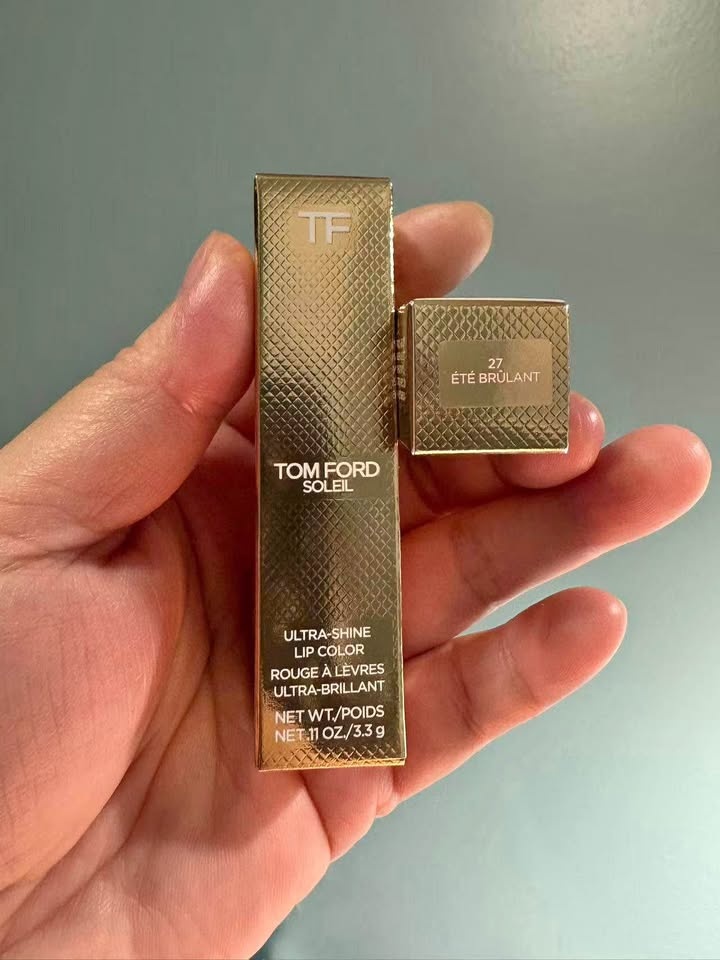 TF
TOM FORD
SOLEIL
ULTRA-SHINE
LIP COLOR
ROUGE À LÈVRES
ULTRA-BRILLANT
NET WT./POIDS
NET .11 OZ./3.3 g
27
ÉTÉ BRÛLANT